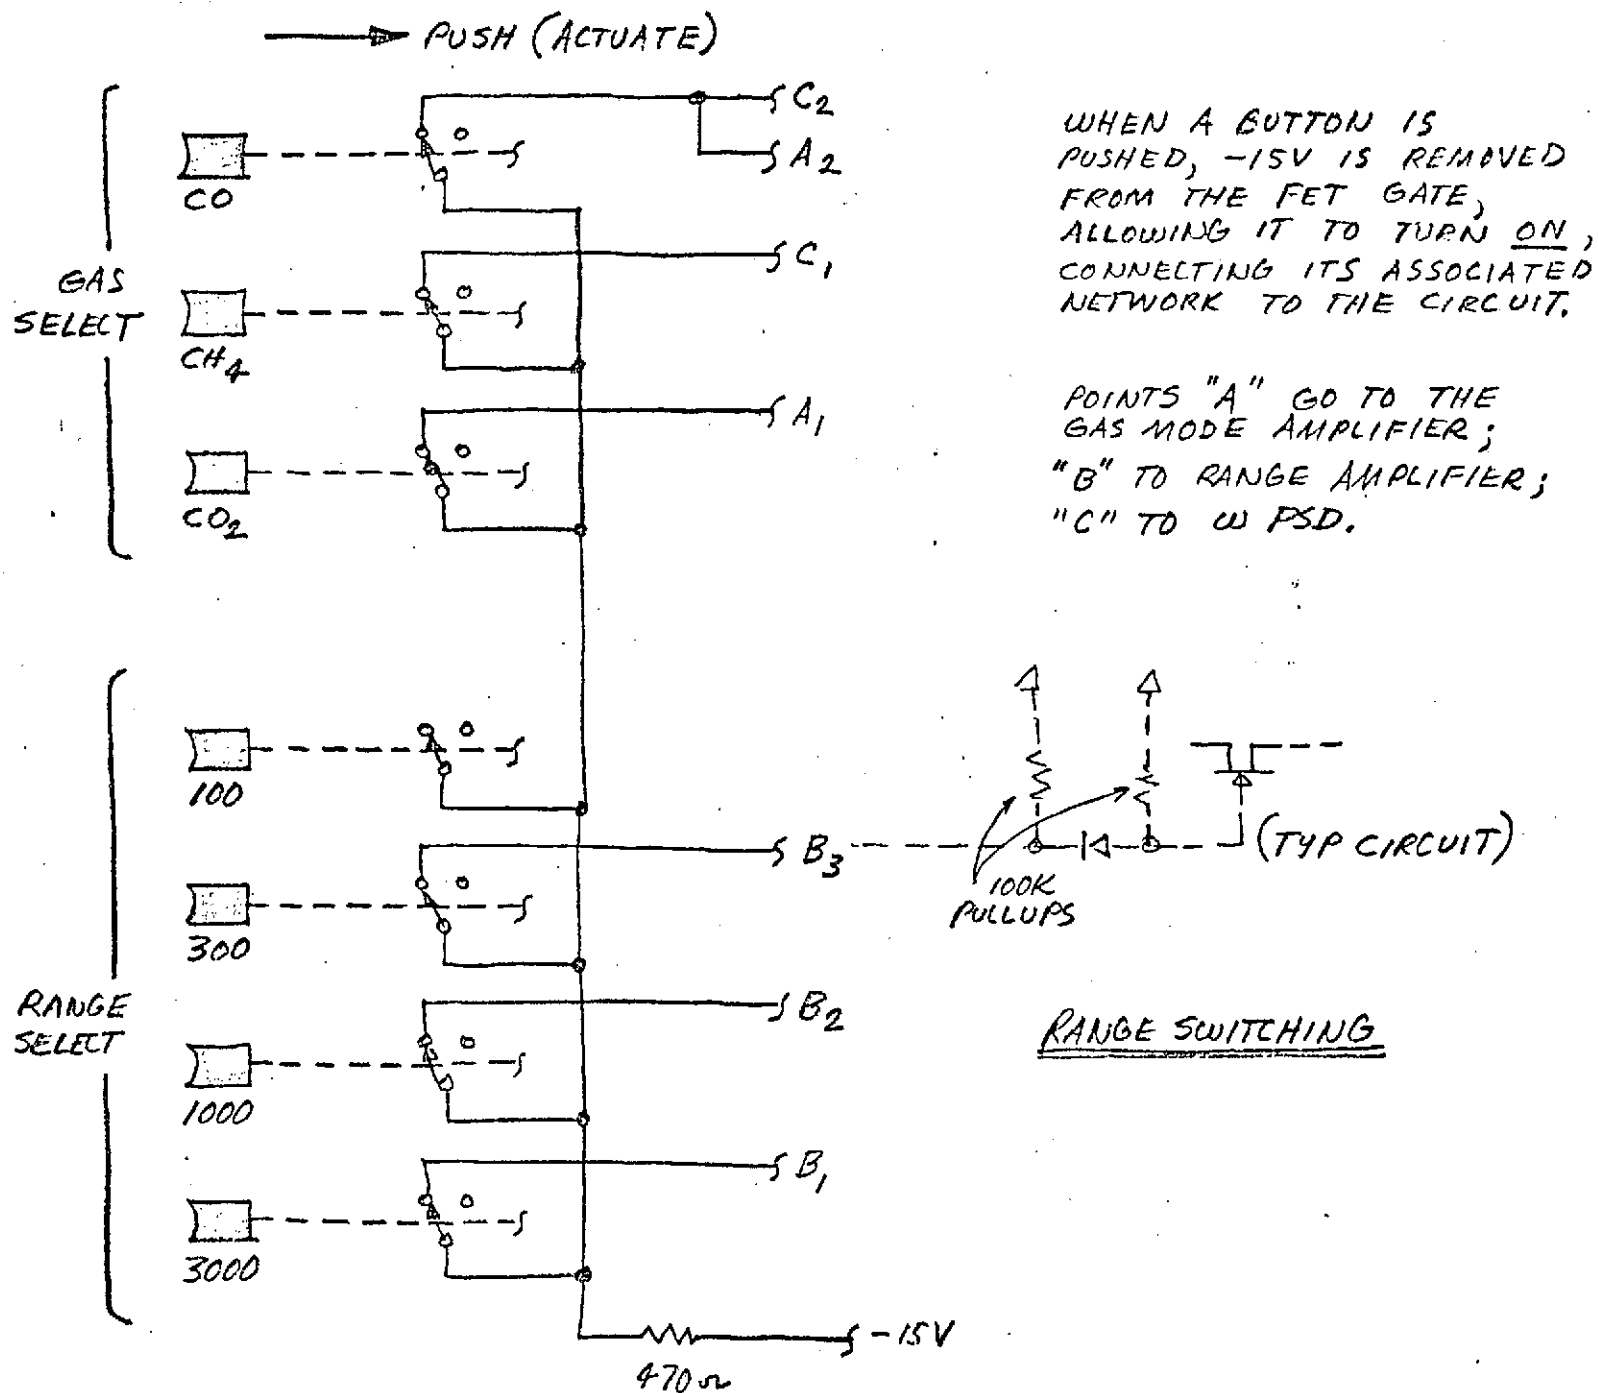 PUSH (ACTUATE)
C2
A2
CO
C1
GAS
SELECT
CH4
A1
CO2
WHEN A BUTTON IS
PUSHED, -15V IS REMOVED
FROM THE FET GATE,
ALLOWING IT TO TURN ON,
CONNECTING ITS ASSOCIATED
NETWORK TO THE CIRCUIT.
POINTS "A" GO TO THE
GAS MODE AMPLIFIER;
"B" TO RANGE AMPLIFIER;
"C" TO ω PSD.
100
B3
(TYP CIRCUIT)
100K
PULLUPS
300
RANGE
SELECT
B2
1000
B1
3000
RANGE SWITCHING
-15V
470Ω